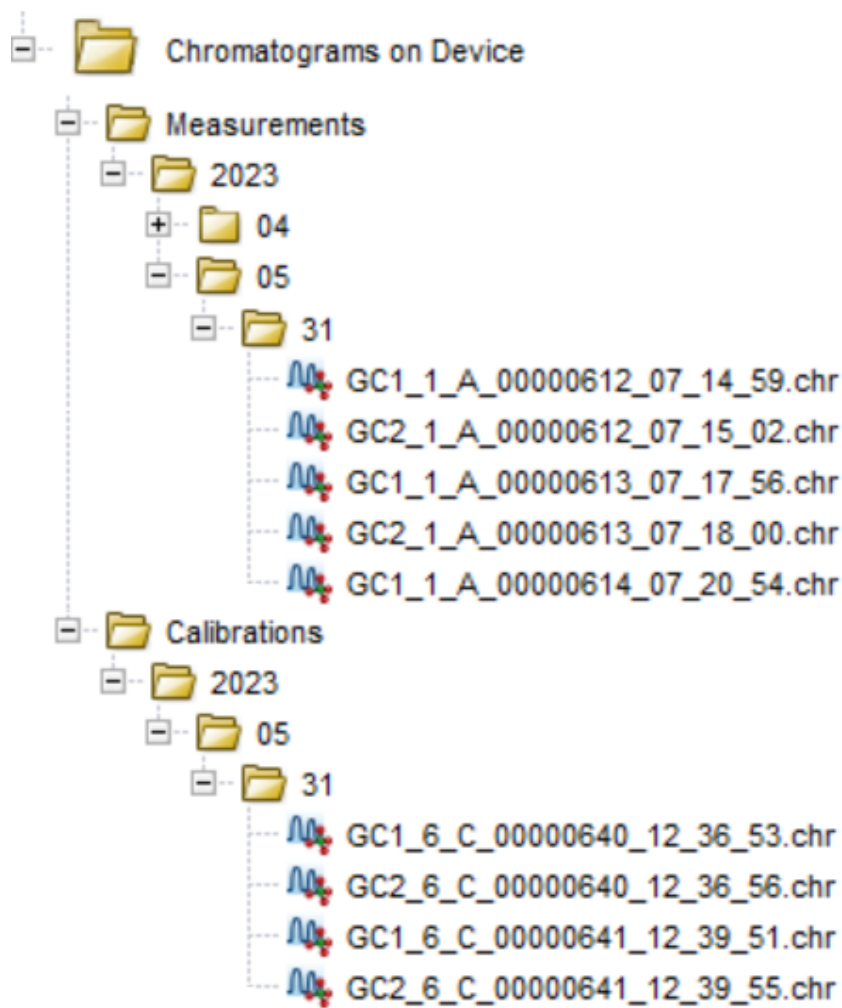 Chromatograms on Device
Measurements
2023
04
05
31
GC1_1_A_00000612_07_14_59.chr
GC2_1_A_00000612_07_15_02.chr
GC1_1_A_00000613_07_17_56.chr
GC2_1_A_00000613_07_18_00.chr
GC1_1_A_00000614_07_20_54.chr
Calibrations
2023
05
31
GC1_6_C_00000640_12_36_53.chr
GC2_6_C_00000640_12_36_56.chr
GC1_6_C_00000641_12_39_51.chr
GC2_6_C_00000641_12_39_55.chr